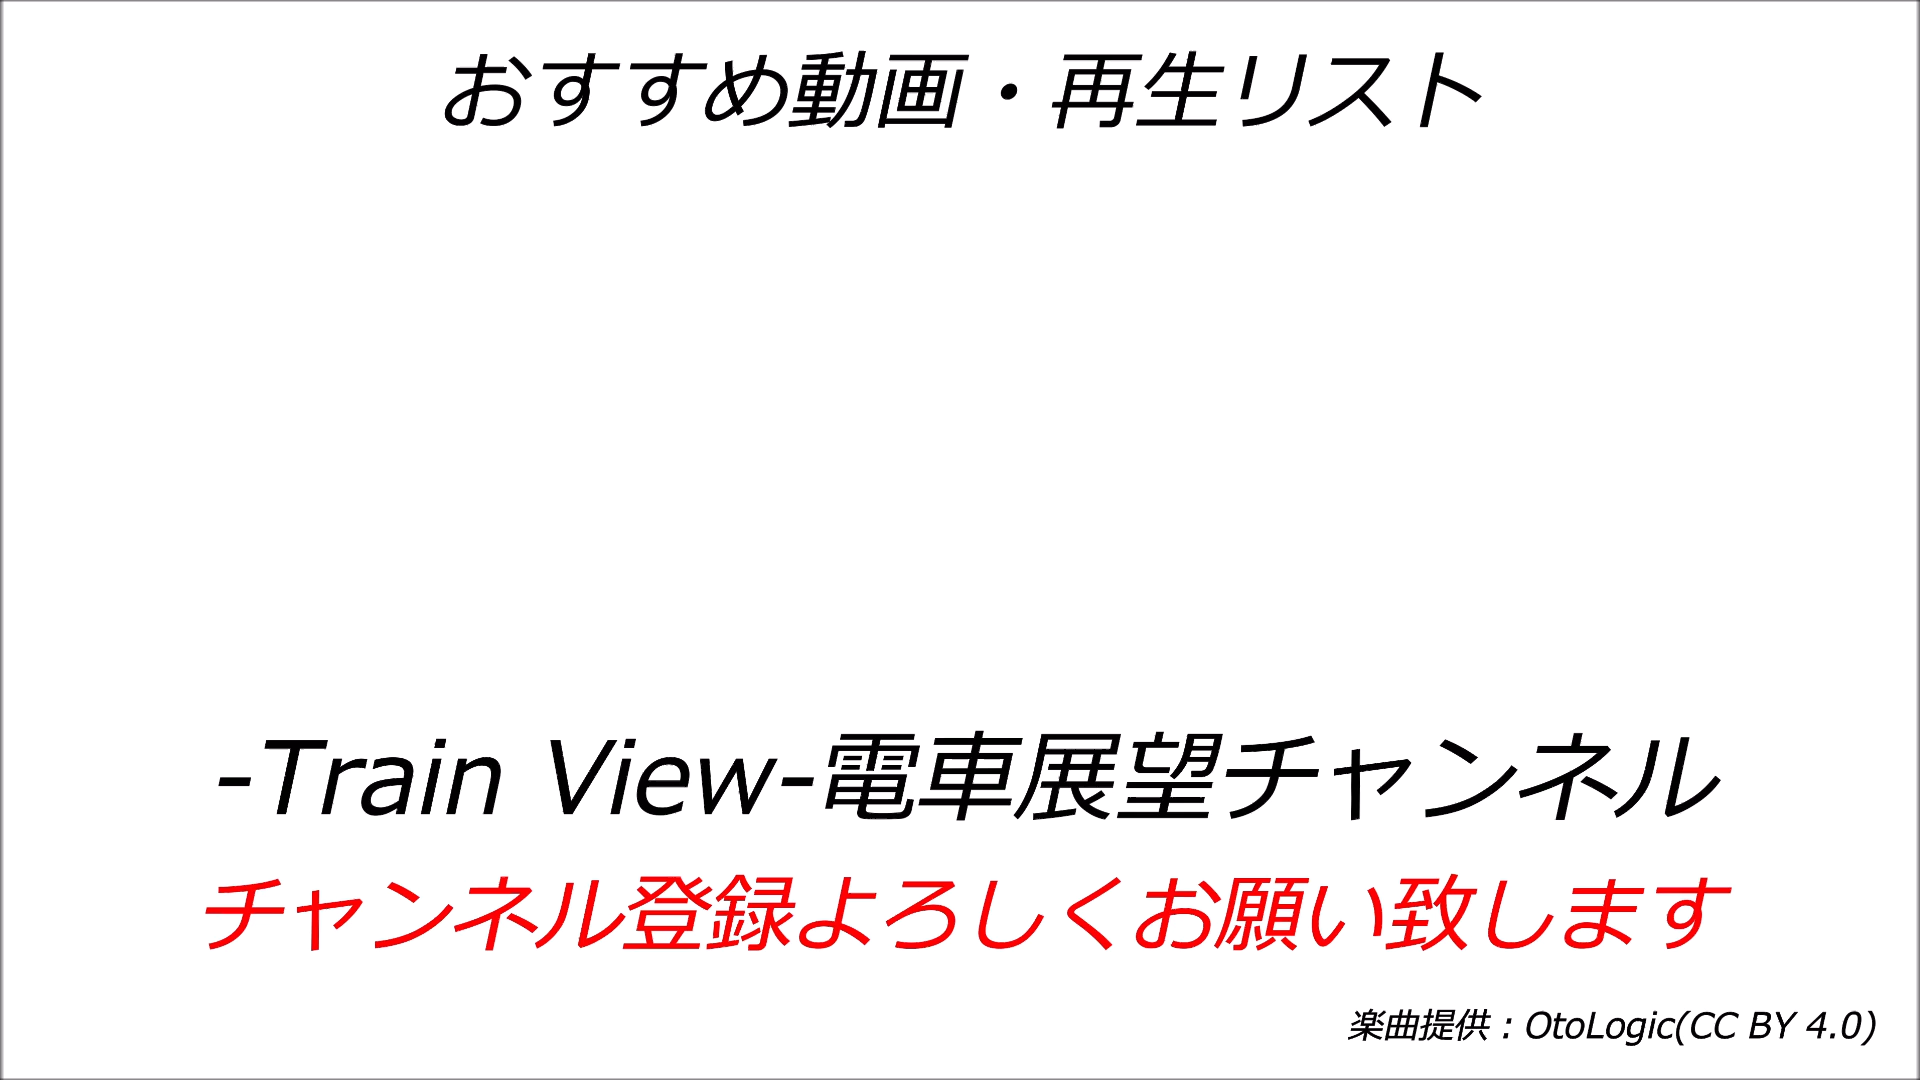 おすすめ動画・再生リスト
-Train View-電車展望チャンネル
チャンネル登録よろしくお願い致します
楽曲提供：OtoLogic(CC BY 4.0)